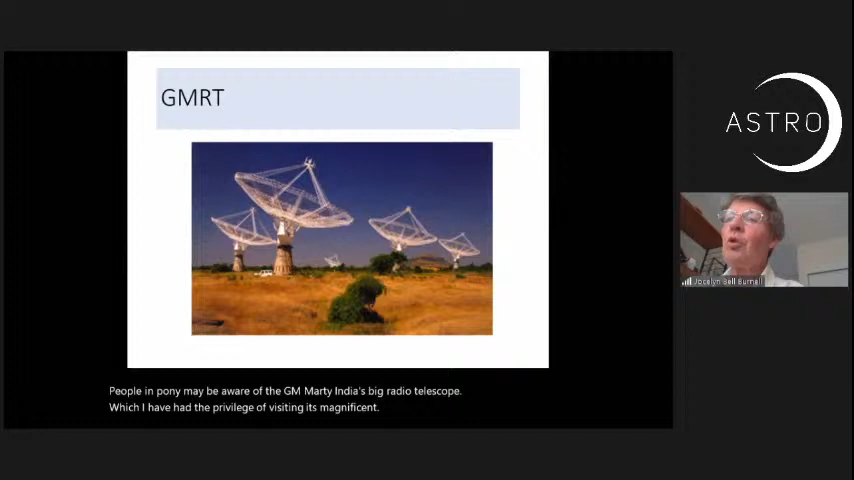 GMRT
ASTRO
Jocelyn Bell Burnell
People in pony may be aware of the GM Marty India's big radio telescope.
Which I have had the privilege of visiting its magnificent.